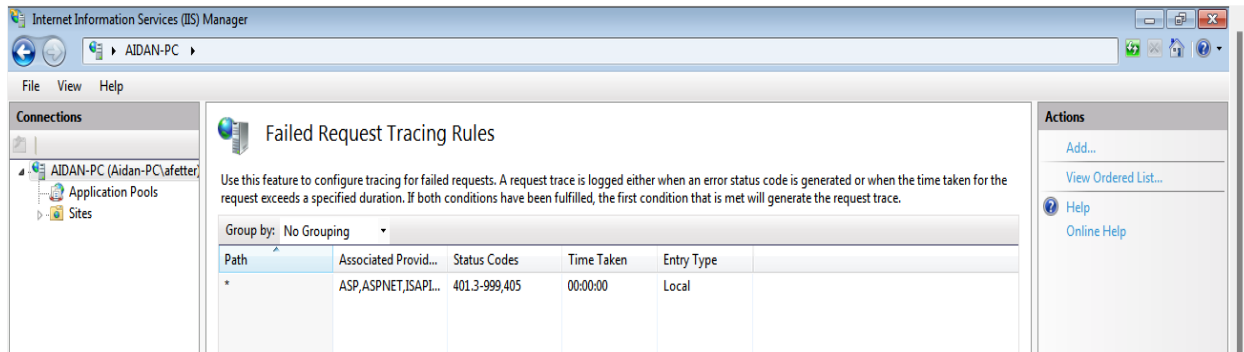 Internet Information Services (IIS) Manager
AIDAN-PC
File View Help
Connections
AIDAN-PC (Aidan-PC\afetter)
Application Pools
Sites
Failed Request Tracing Rules
Use this feature to configure tracing for failed requests. A request trace is logged either when an error status code is generated or when the time taken for the
request exceeds a specified duration. If both conditions have been fulfilled, the first condition that is met will generate the request trace.
Group by: No Grouping
Path Associated Provid... Status Codes Time Taken Entry Type
* ASP,ASPNET,ISAPI... 401.3-999,405 00:00:00 Local
Actions
Add...
View Ordered List...
Help
Online Help